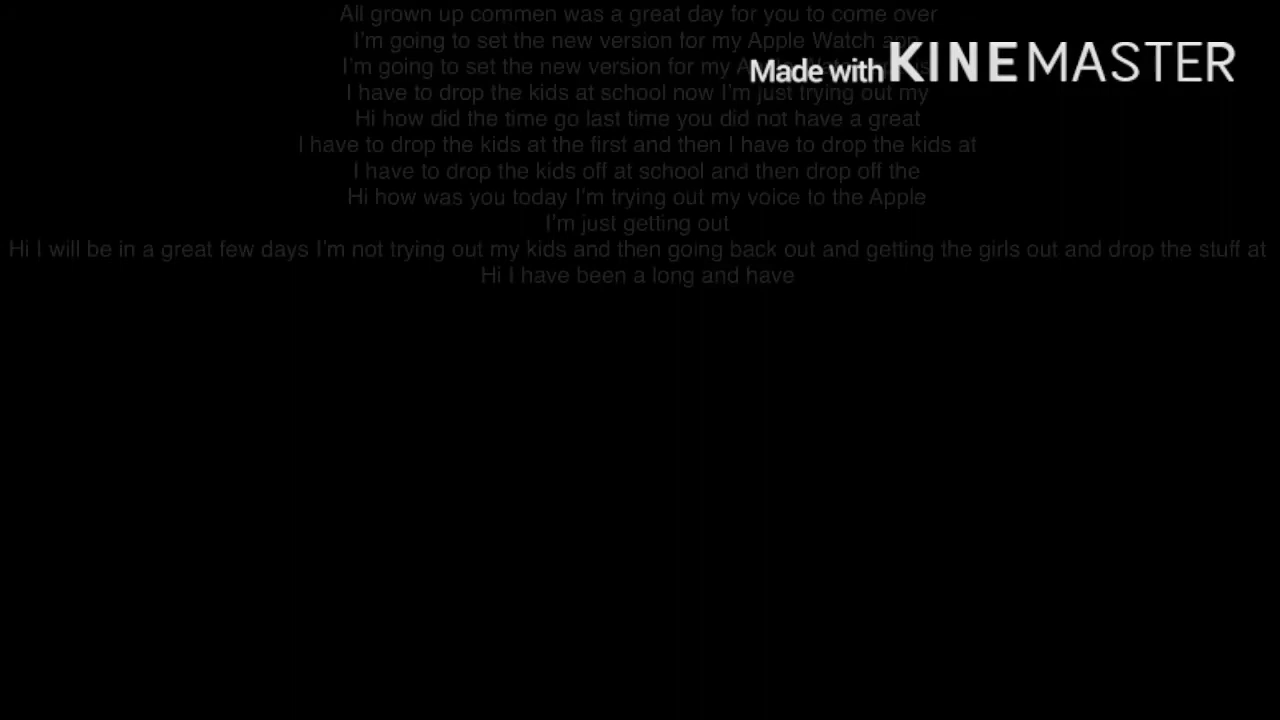 All grown up commen was a great day for you to come over
I'm going to set the new version for my Apple Watch app
Made with KINEMASTER
I'm going to set the new version for my
I have to drop the kids at school now I'm just trying out my
Hi how did the time go last time you did not have a great
I have to drop the kids at the first and then I have to drop the kids at
I have to drop the kids off at school and then drop off the
Hi how was you today I'm trying out my voice to the Apple
I'm just getting out
Hi I will be in a great few days I'm not trying out my kids and then going back out and getting the girls out and drop the stuff at
Hi I have been a long and have